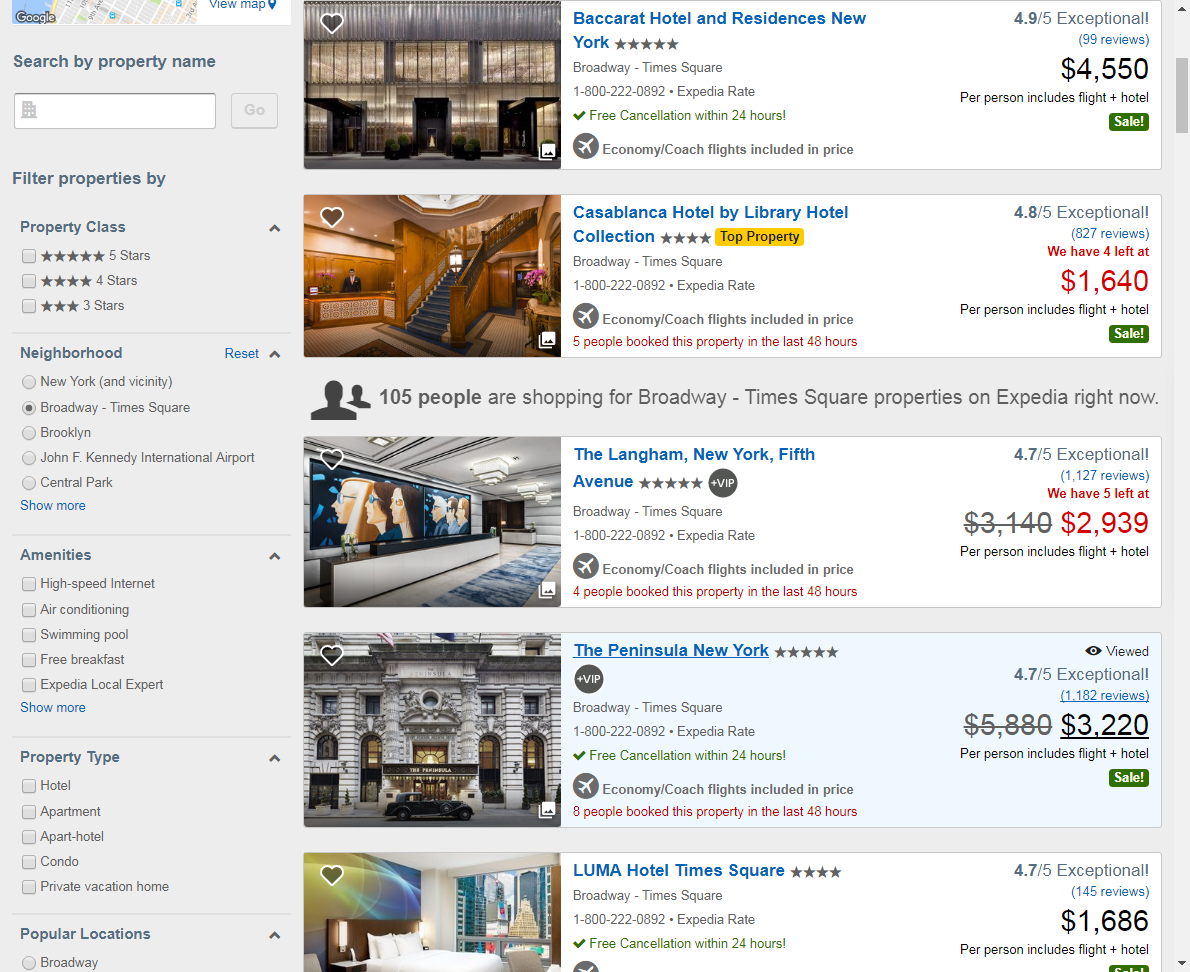 Google
View map
Search by property name
Go
Filter properties by
Property Class
★★★★★ 5 Stars
★★★★ 4 Stars
★★★ 3 Stars
Neighborhood
Reset
New York (and vicinity)
Broadway - Times Square
Brooklyn
John F. Kennedy International Airport
Central Park
Show more
Amenities
High-speed Internet
Air conditioning
Swimming pool
Free breakfast
Expedia Local Expert
Show more
Property Type
Hotel
Apartment
Apart-hotel
Condo
Private vacation home
Popular Locations
Broadway
Baccarat Hotel and Residences New
York ★★★★★
Broadway - Times Square
1-800-222-0892 • Expedia Rate
Free Cancellation within 24 hours!
Economy/Coach flights included in price
4.9/5 Exceptional!
(99 reviews)
$4,550
Per person includes flight + hotel
Sale!
Casablanca Hotel by Library Hotel
Collection ★★★★ Top Property
Broadway - Times Square
1-800-222-0892 • Expedia Rate
Economy/Coach flights included in price
5 people booked this property in the last 48 hours
4.8/5 Exceptional!
(827 reviews)
We have 4 left at
$1,640
Per person includes flight + hotel
Sale!
105 people are shopping for Broadway - Times Square properties on Expedia right now.
The Langham, New York, Fifth
Avenue ★★★★★ +VIP
Broadway - Times Square
1-800-222-0892 • Expedia Rate
Economy/Coach flights included in price
4 people booked this property in the last 48 hours
4.7/5 Exceptional!
(1,127 reviews)
We have 5 left at
$3,140 $2,939
Per person includes flight + hotel
THE PENINSULA
The Peninsula New York ★★★★★
+VIP
Broadway - Times Square
1-800-222-0892 • Expedia Rate
Free Cancellation within 24 hours!
Economy/Coach flights included in price
8 people booked this property in the last 48 hours
Viewed
4.7/5 Exceptional!
(1,182 reviews)
$5,880 $3,220
Per person includes flight + hotel
Sale!
LUMA Hotel Times Square ★★★★
Broadway - Times Square
1-800-222-0892 • Expedia Rate
Free Cancellation within 24 hours!
4.7/5 Exceptional!
(145 reviews)
$1,686
Per person includes flight + hotel
Sale!